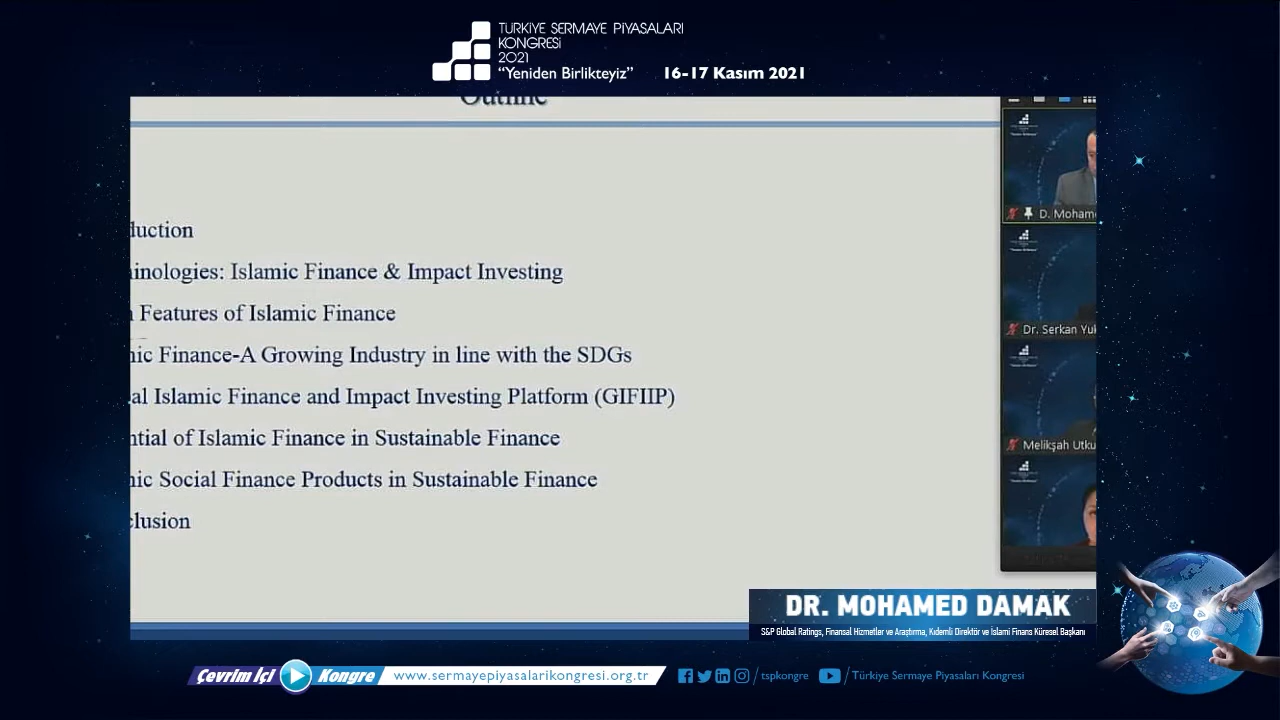 TÜRKİYE SERMAYE PİYASALARI
KONGRESİ
2021
“Yeniden Birlikteyiz” 16-17 Kasım 2021
Outline
duction
inologies: Islamic Finance & Impact Investing
Features of Islamic Finance
ic Finance-A Growing Industry in line with the SDGs
al Islamic Finance and Impact Investing Platform (GIFIIP)
ntial of Islamic Finance in Sustainable Finance
ic Social Finance Products in Sustainable Finance
clusion
D. Moham
Dr. Serkan Yuk
Melikşah Utku
DR. MOHAMED DAMAK
S&P Global Ratings, Finansal Hizmetler ve Araştırma, Kıdemli Direktör ve İslami Finans Küresel Başkanı
Çevrim İçi Kongre www.sermayepiyasalarikongresi.org.tr /tspkongre /Türkiye Sermaye Piyasaları Kongresi